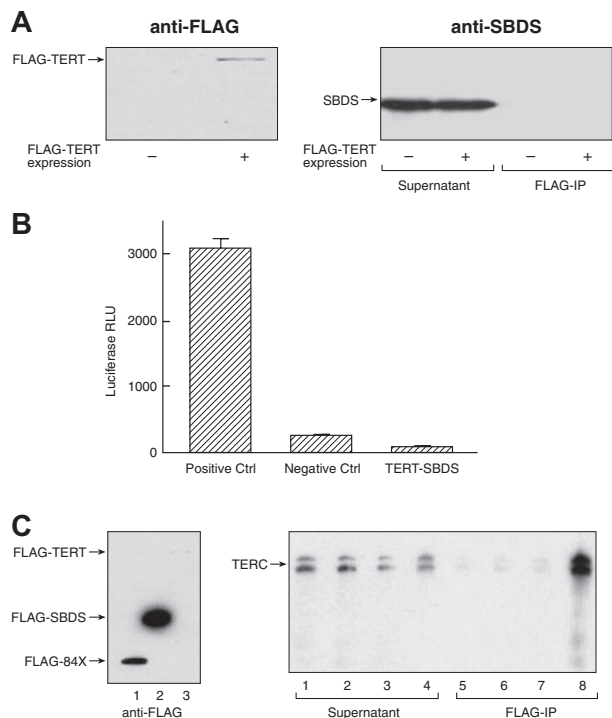 A
anti-FLAG
anti-SBDS
FLAG-TERT
SBDS
FLAG-TERT
expression
−
+
FLAG-TERT
expression
−
+
−
+
Supernatant
FLAG-IP
B
Luciferase RLU
3000
2000
1000
0
Positive Ctrl
Negative Ctrl
TERT-SBDS
C
FLAG-TERT
FLAG-SBDS
FLAG-84X
1 2 3
anti-FLAG
TERC
1 2 3 4 5 6 7 8
Supernatant
FLAG-IP